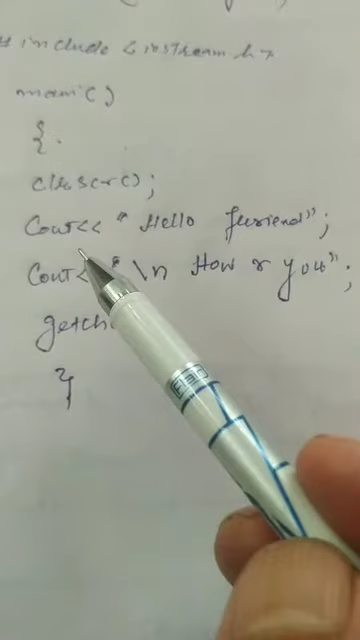 # include <iostream.h>
main()
{
clrscr();
Cout<< " Hello friend";
Cout< " \n How r you";
getch
}